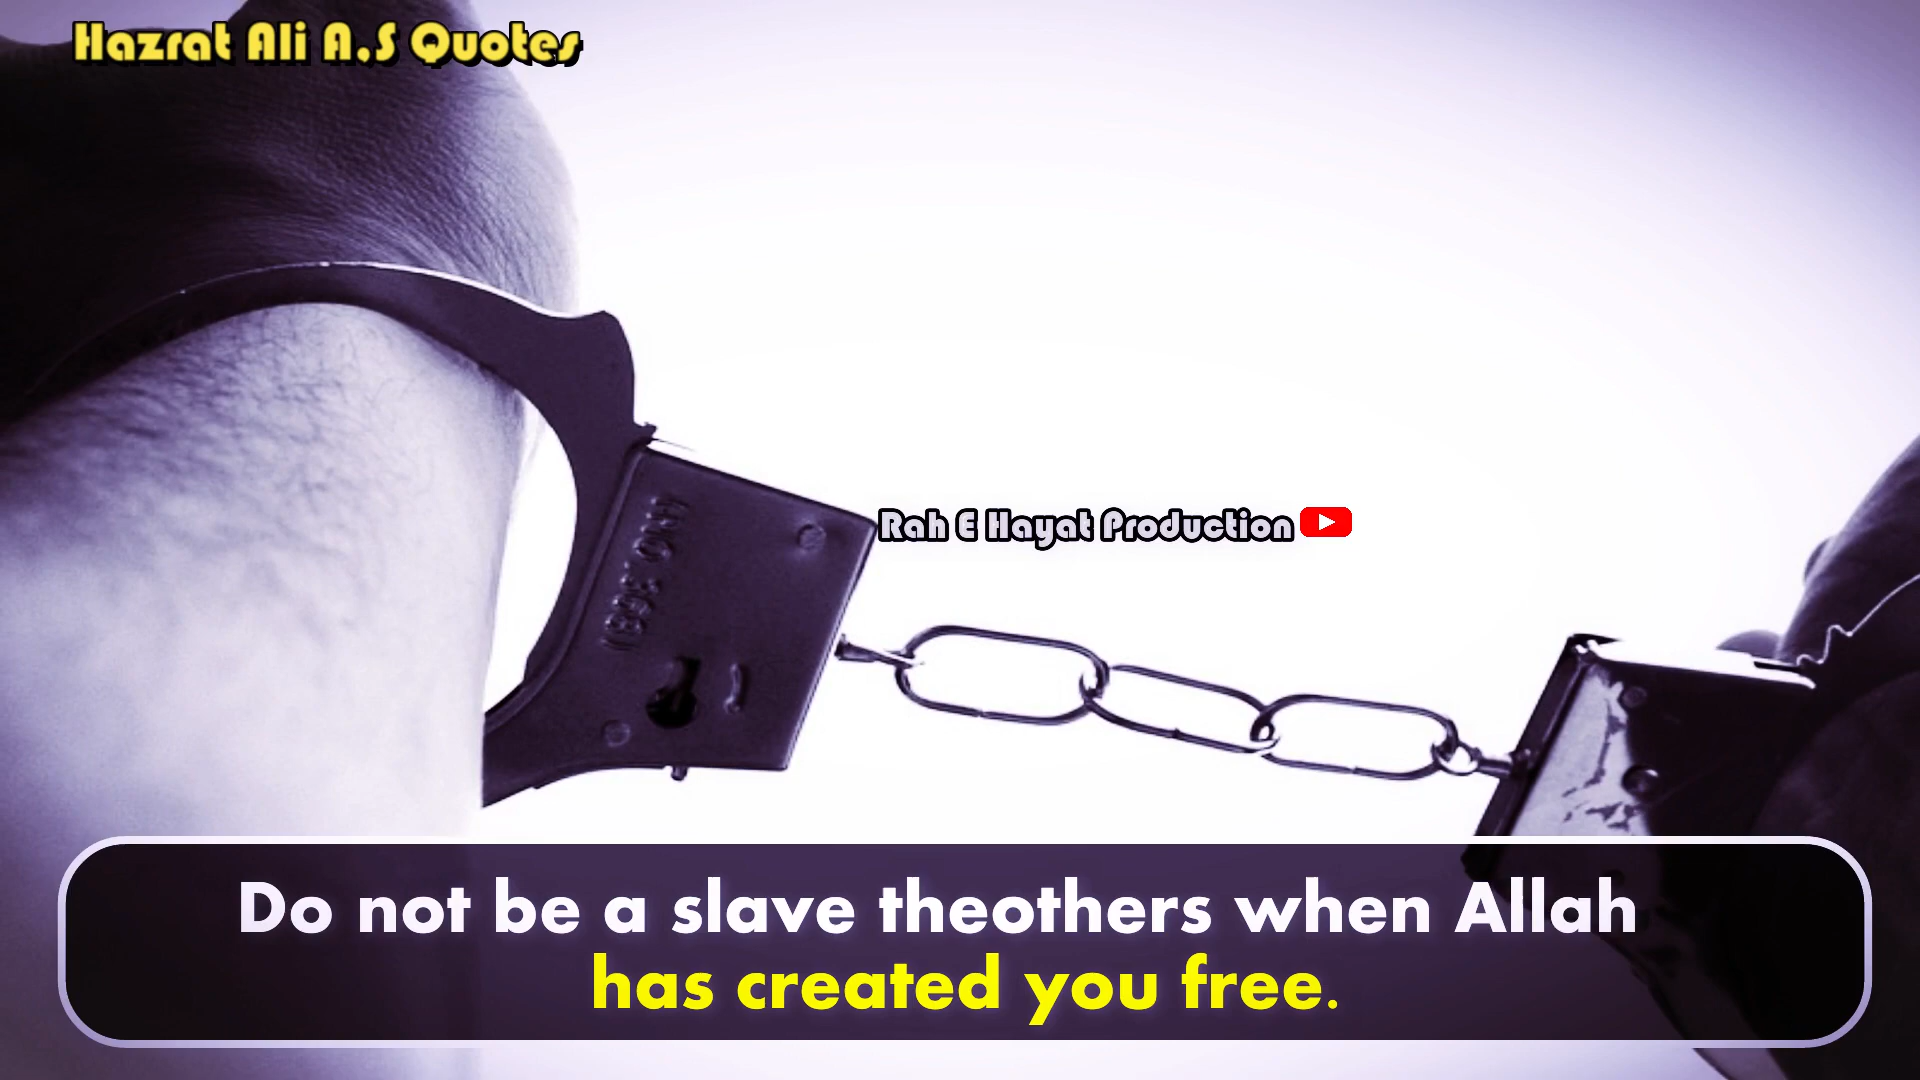 Hazrat Ali A.S Quotes
Rah E Hayat Production
Do not be a slave theothers when Allah
has created you free.